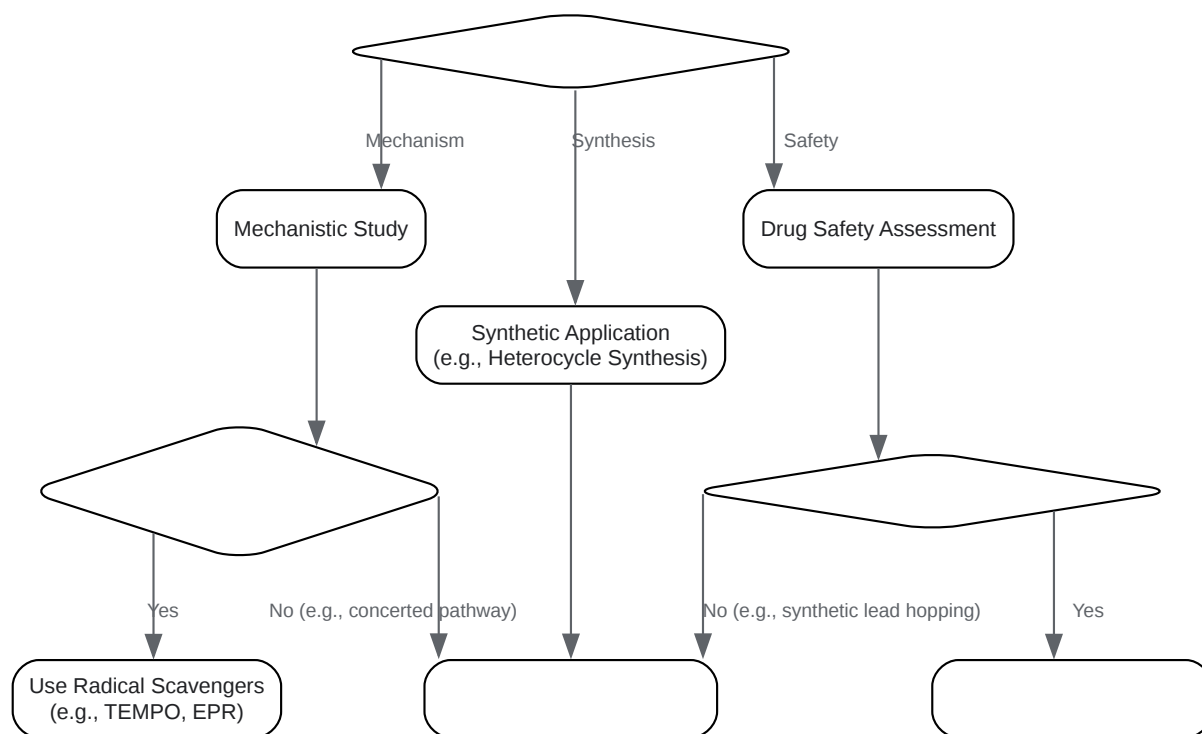 Mechanism
Synthesis
Safety
Mechanistic Study
Drug Safety Assessment
Synthetic Application
(e.g., Heterocycle Synthesis)
Yes
No (e.g., concerted pathway)
No (e.g., synthetic lead hopping)
Yes
Use Radical Scavengers
(e.g., TEMPO, EPR)